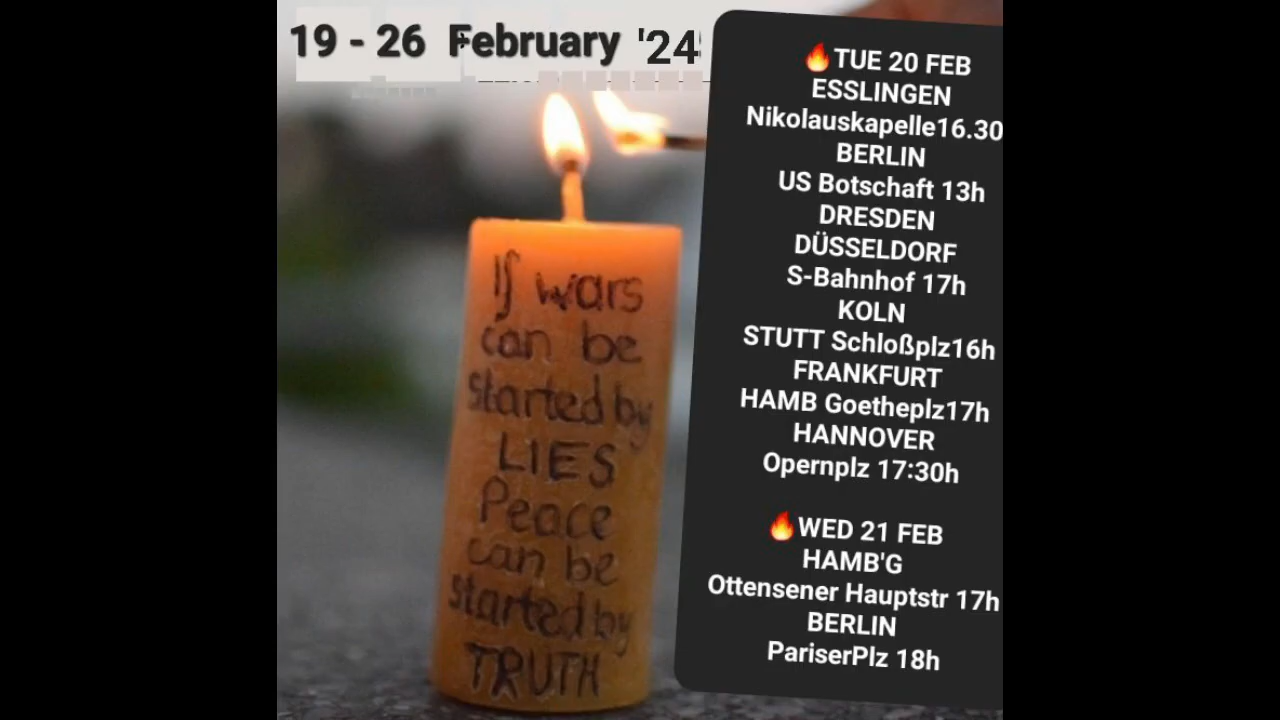 19 - 26 February '24
If wars
can be
started by
LIES
Peace
can be
started by
TRUTH
🔥TUE 20 FEB
ESSLINGEN
Nikolauskapelle16.30
BERLIN
US Botschaft 13h
DRESDEN
DÜSSELDORF
S-Bahnhof 17h
KOLN
STUTT Schloßplz16h
FRANKFURT
HAMB Goetheplz17h
HANNOVER
Opernplz 17:30h
🔥WED 21 FEB
HAMB'G
Ottensener Hauptstr 17h
BERLIN
PariserPlz 18h